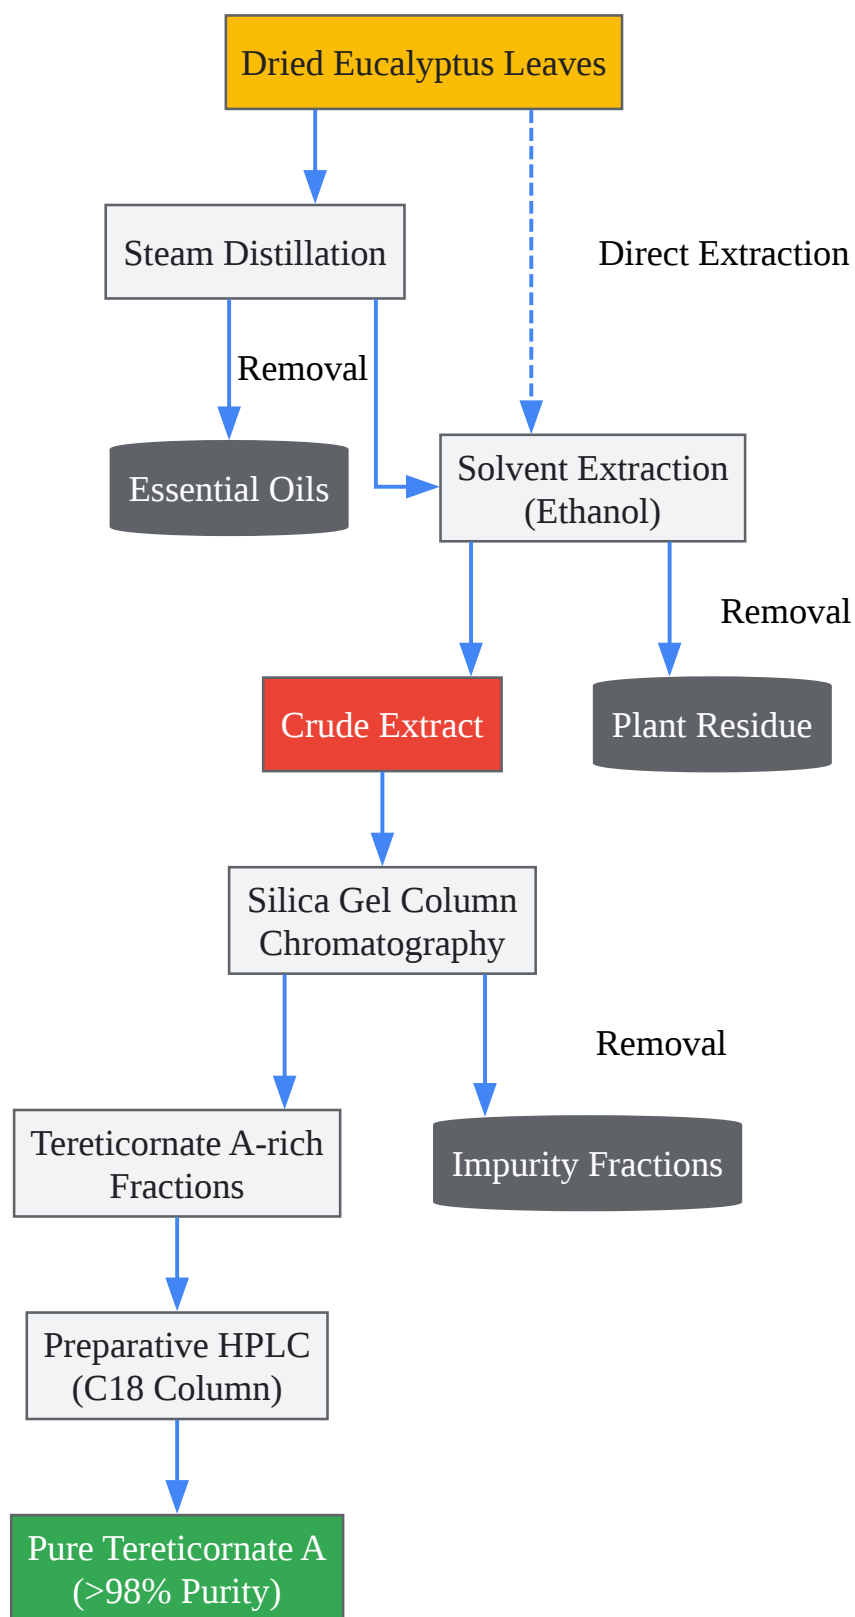 Dried Eucalyptus Leaves
Steam Distillation
Direct Extraction
Removal
Essential Oils
Solvent Extraction
(Ethanol)
Removal
Crude Extract
Plant Residue
Silica Gel Column
Chromatography
Removal
Tereticornate A-rich
Fractions
Impurity Fractions
Preparative HPLC
(C18 Column)
Pure Tereticornate A
(>98% Purity)